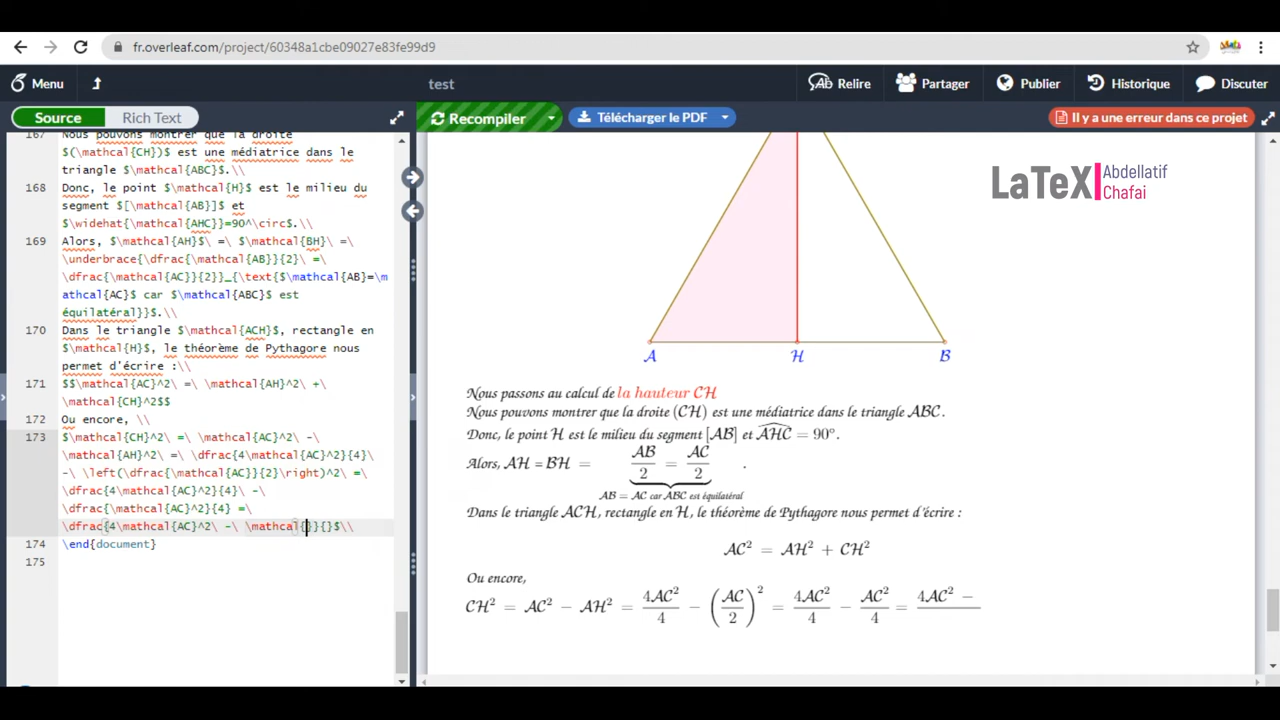 fr.overleaf.com/project/60348a1cbe09027e83fe99d9
Menu
test
Relire
Partager
Publier
Historique
Discuter
Source
Rich Text
Recompiler
Télécharger le PDF
Il y a une erreur dans ce projet
167
Nous pouvons montrer que la droite
$(\mathcal{CH})$ est une médiatrice dans le
triangle $\mathcal{ABC}$.\\
168
Donc, le point $\mathcal{H}$ est le milieu du
segment $[\mathcal{AB}]$ et
$\widehat{\mathcal{AHC}}=90^\circ$.\\
169
Alors, $\mathcal{AH}$\ =\ $\mathcal{BH}\ =\
\underbrace{\dfrac{\mathcal{AB}}{2}\ =\
\dfrac{\mathcal{AC}}{2}}_{\text{$\mathcal{AB}=\m
athcal{AC}$ car $\mathcal{ABC}$ est
équilatéral}}$.\\
170
Dans le triangle $\mathcal{ACH}$, rectangle en
$\mathcal{H}$, le théorème de Pythagore nous
permet d'écrire :\\
171
$$\mathcal{AC}^2\ =\ \mathcal{AH}^2\ +\
\mathcal{CH}^2$$
172
Ou encore, \\
173
$\mathcal{CH}^2\ =\ \mathcal{AC}^2\ -\
\mathcal{AH}^2\ =\ \dfrac{4\mathcal{AC}^2}{4}\
-\ \left(\dfrac{\mathcal{AC}}{2}\right)^2\ =\
\dfrac{4\mathcal{AC}^2}{4}\ -\
\dfrac{\mathcal{AC}^2}{4} =\
\dfrac{4\mathcal{AC}^2\ -\ \mathcal{}}{}$\\
174
\end{document}
175
LaTeX
Abdellatif
Chafai
A
H
B
Nous passons au calcul de la hauteur CH
Nous pouvons montrer que la droite (CH) est une médiatrice dans le triangle ABC.
Donc, le point H est le milieu du segment [AB] et AHC = 90°.
Alors, AH = BH = AB/2 = AC/2 .
AB = AC car ABC est équilatéral
Dans le triangle ACH, rectangle en H, le théorème de Pythagore nous permet d'écrire :
AC² = AH² + CH²
Ou encore,
CH² = AC² − AH² = 4AC²/4 − (AC/2)² = 4AC²/4 − AC²/4 = 4AC² −